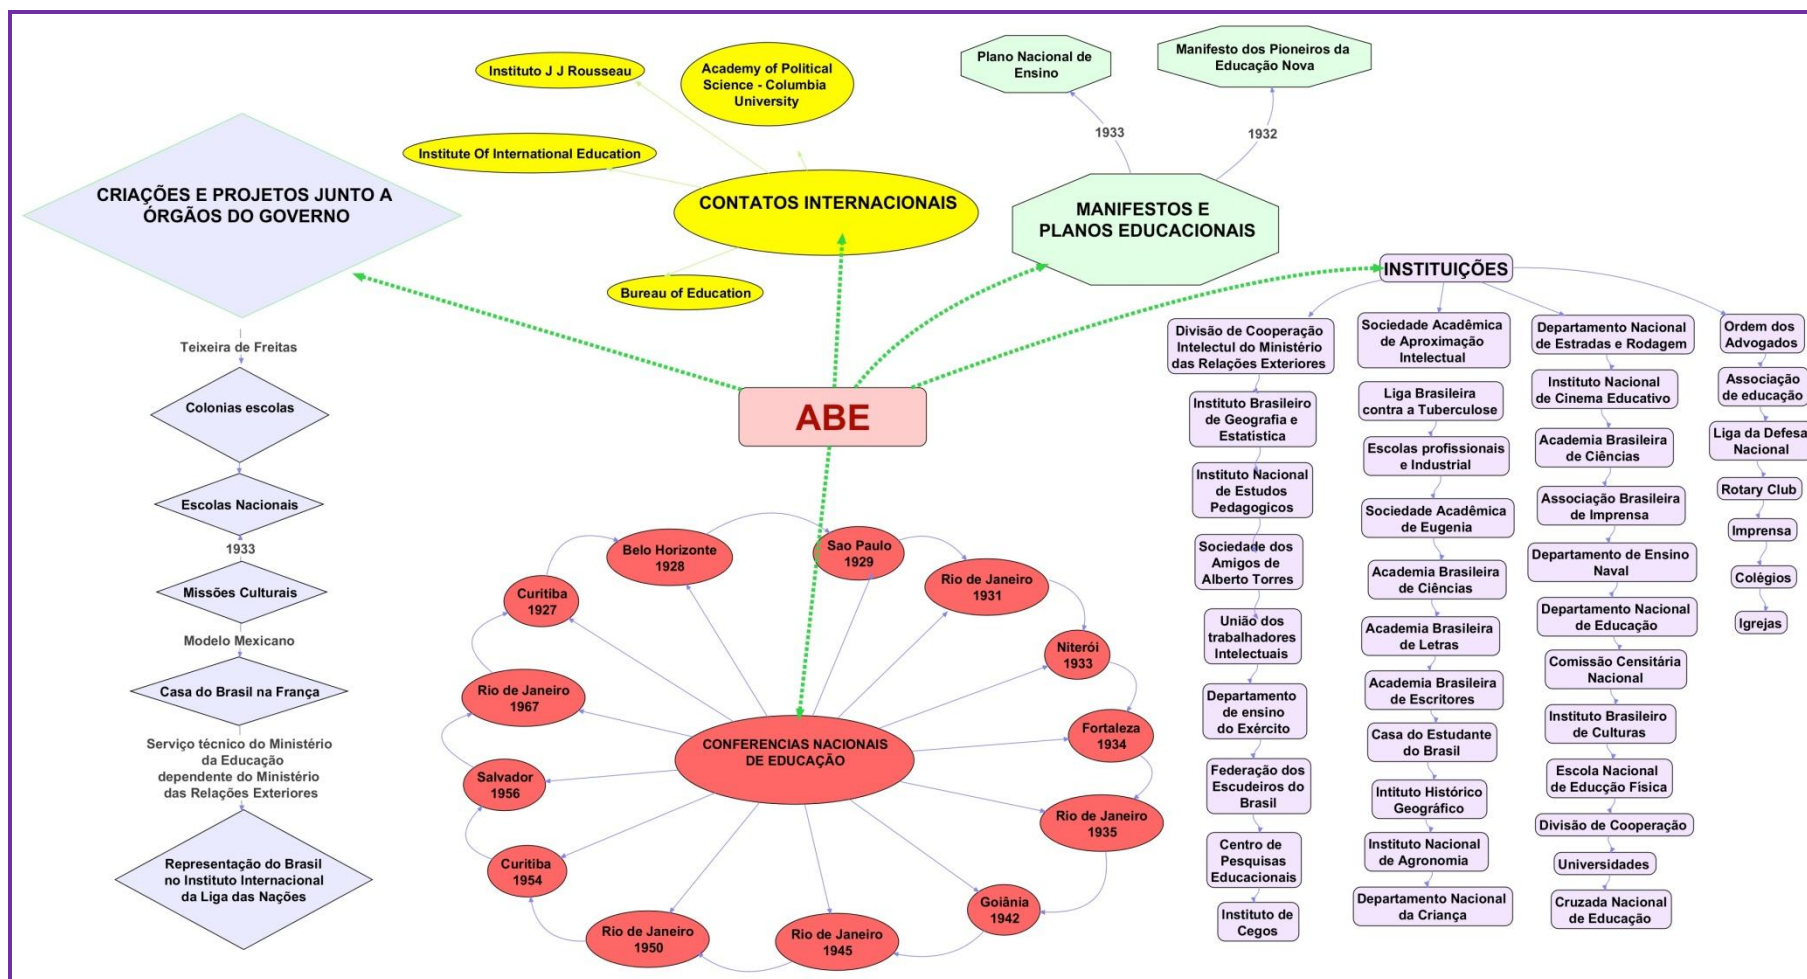 CRIAÇÕES E PROJETOS JUNTO A
ÓRGÃOS DO GOVERNO
Teixeira de Freitas
Colonias escolas
Escolas Nacionais
1933
Missões Culturais
Modelo Mexicano
Casa do Brasil na França
Serviço técnico do Ministério
da Educação
dependente do Ministério
das Relações Exteriores
Representação do Brasil
no Instituto Internacional
da Liga das Nações
Instituto J J Rousseau
Academy of Political
Science - Columbia
University
Institute Of International Education
CONTATOS INTERNACIONAIS
Bureau of Education
Plano Nacional de
Ensino
Manifesto dos Pioneiros da
Educação Nova
1933
1932
MANIFESTOS E
PLANOS EDUCACIONAIS
ABE
CONFERENCIAS NACIONAIS
DE EDUCAÇÃO
Curitiba
1927
Belo Horizonte
1928
Sao Paulo
1929
Rio de Janeiro
1931
Niterói
1933
Fortaleza
1934
Rio de Janeiro
1935
Goiânia
1942
Rio de Janeiro
1945
Rio de Janeiro
1950
Curitiba
1954
Salvador
1956
Rio de Janeiro
1967
INSTITUIÇÕES
Divisão de Cooperação
Intelectul do Ministério
das Relações Exteriores
Instituto Brasileiro
de Geografia e
Estatistica
Instituto Nacional
de Estudos
Pedagogicos
Sociedade dos
Amigos de
Alberto Torres
União dos
trabalhadores
Intelectuais
Departamento
de ensino
do Exército
Federação dos
Escudeiros do
Brasil
Centro de
Pesquisas
Educacionais
Instituto de
Cegos
Sociedade Acadêmica
de Aproximação
Intelectual
Liga Brasileira
contra a Tuberculose
Escolas profissionais
e Industrial
Sociedade Acadêmica
de Eugenia
Academia Brasileira
de Ciências
Academia Brasileira
de Letras
Academia Brasileira
de Escritores
Casa do Estudante
do Brasil
Intituto Histórico
Geográfico
Instituto Nacional
de Agronomia
Departamento Nacional
da Criança
Departamento Nacional
de Estradas e Rodagem
Instituto Nacional
de Cinema Educativo
Academia Brasileira
de Ciências
Associação Brasileira
de Imprensa
Departamento de Ensino
Naval
Departamento Nacional
de Educação
Comissão Censitária
Nacional
Instituto Brasileiro
de Culturas
Escola Nacional
de Educção Física
Divisão de Cooperação
Universidades
Cruzada Nacional
de Educação
Ordem dos
Advogados
Associação
de educação
Liga da Defesa
Nacional
Rotary Club
Imprensa
Colégios
Igrejas